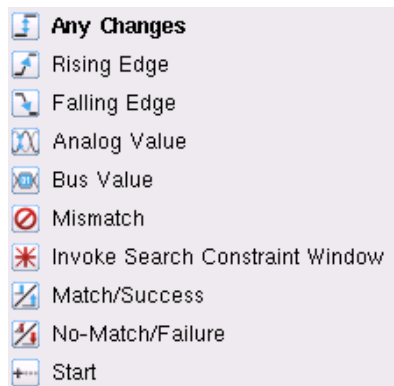 Any Changes
Rising Edge
Falling Edge
Analog Value
Bus Value
Mismatch
Invoke Search Constraint Window
Match/Success
No-Match/Failure
Start